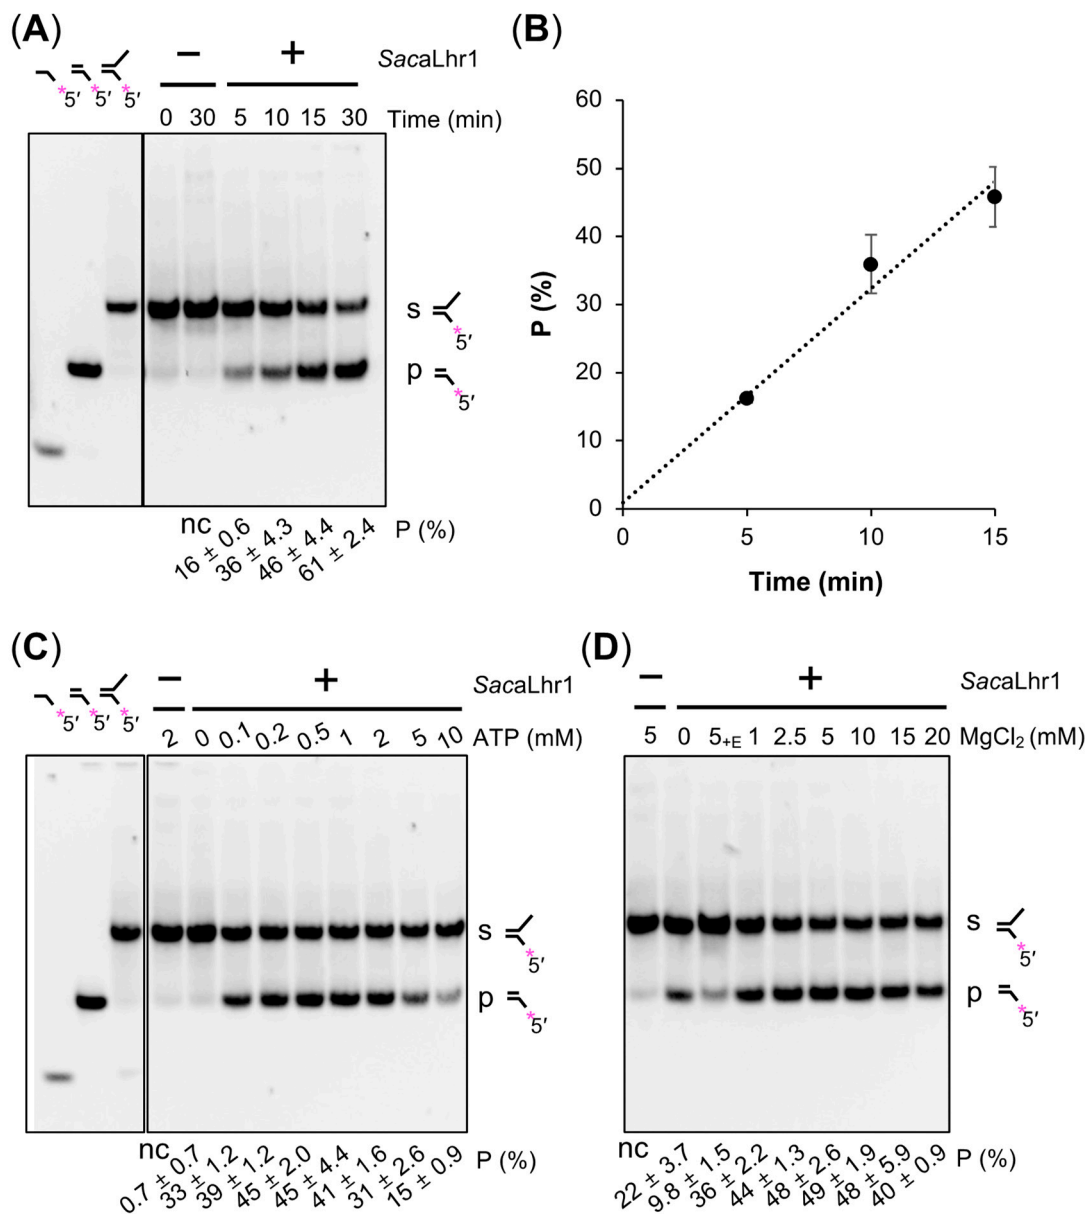 (A)
− + SacaLhr1
*5′ *5′ *5′
0 30 5 10 15 30 Time (min)
s
*5′
p
*5′
nc 16 ± 0.6 36 ± 4.3 46 ± 4.4 61 ± 2.4 P (%)
(B)
60
50
40
30
20
10
0
P (%)
0 5 10 15
Time (min)
(C)
− + SacaLhr1
*5′ *5′ *5′
2 0 0.1 0.2 0.5 1 2 5 10 ATP (mM)
s
*5′
p
*5′
nc 0.7 ± 0.7 33 ± 1.2 39 ± 1.2 45 ± 2.0 45 ± 4.4 41 ± 1.6 31 ± 2.6 15 ± 0.9 P (%)
(D)
− + SacaLhr1
5 0 5+E 1 2.5 5 10 15 20 MgCl₂ (mM)
s
*5′
p
*5′
nc 22 ± 3.7 9.8 ± 1.5 36 ± 2.2 44 ± 1.3 48 ± 2.6 49 ± 1.9 48 ± 5.9 40 ± 0.9 P (%)